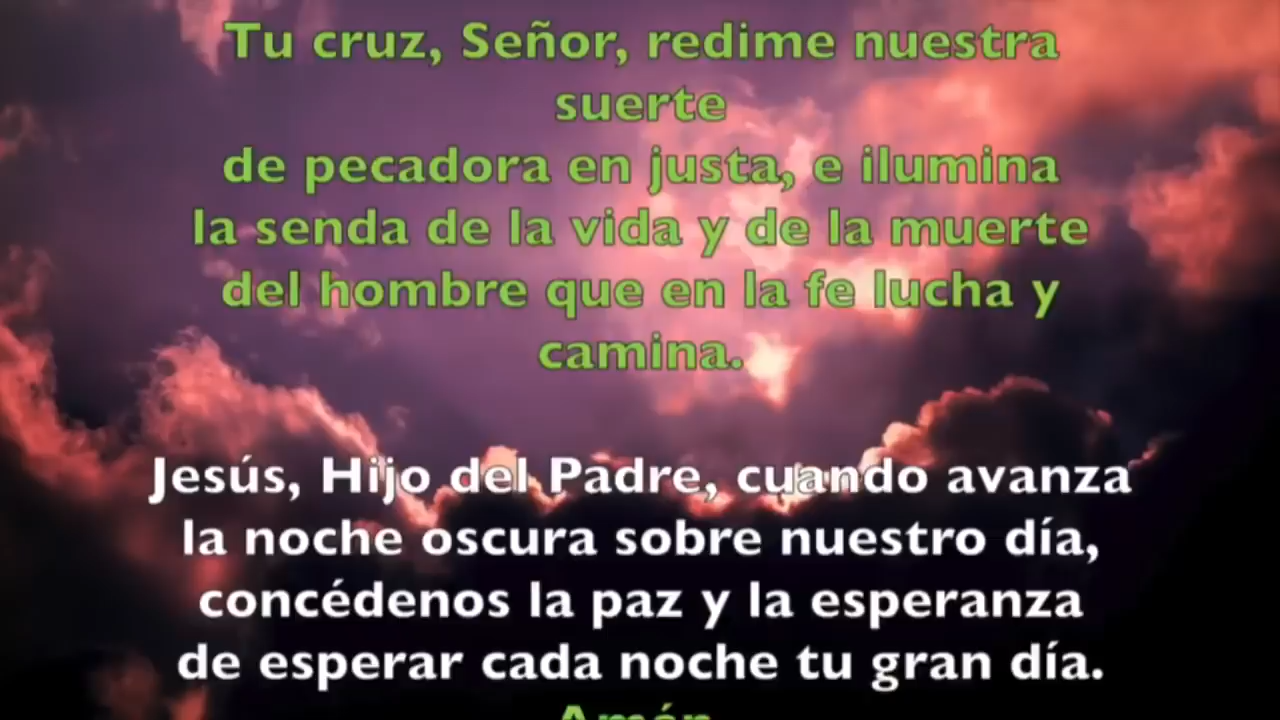 Tu cruz, Señor, redime nuestra
suerte
de pecadora en justa, e ilumina
la senda de la vida y de la muerte
del hombre que en la fe lucha y
camina.
Jesús, Hijo del Padre, cuando avanza
la noche oscura sobre nuestro día,
concédenos la paz y la esperanza
de esperar cada noche tu gran día.
Amén